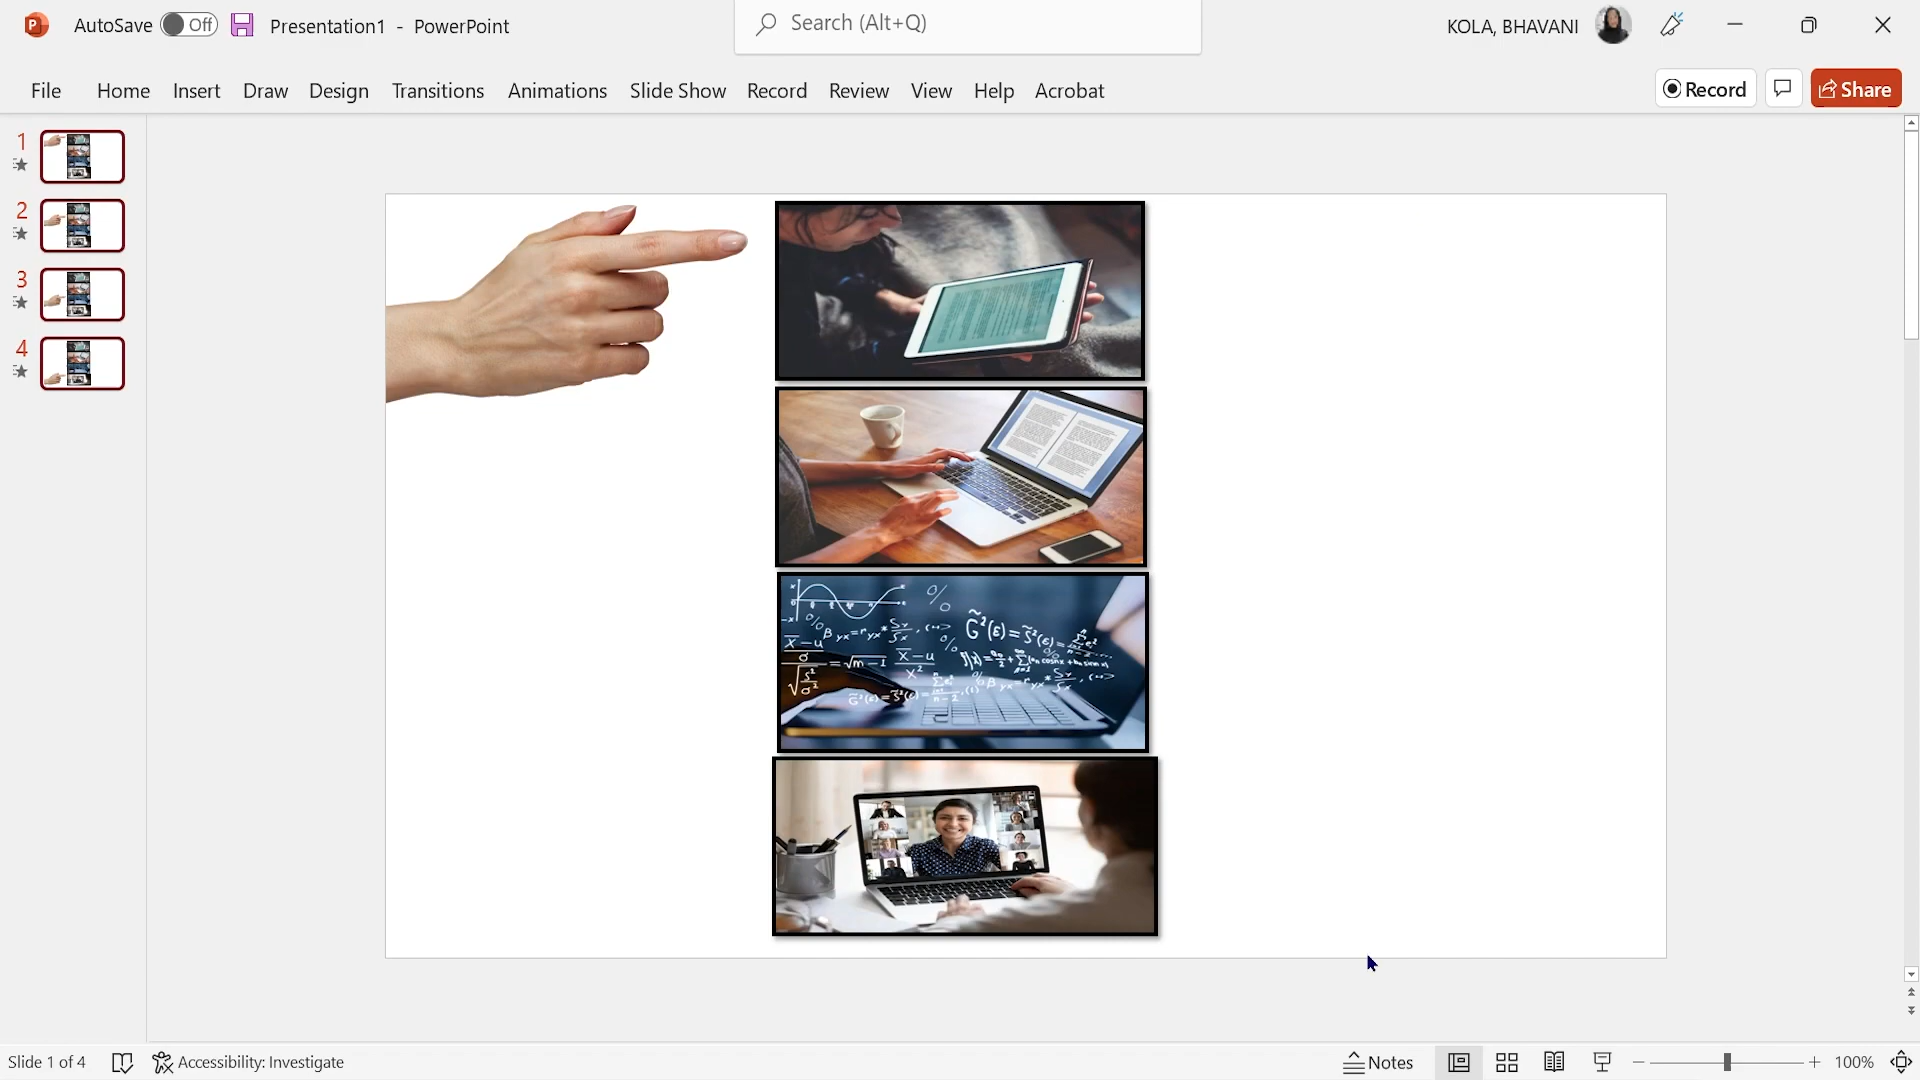 AutoSave Off Presentation1 - PowerPoint Search (Alt+Q) KOLA, BHAVANI
File Home Insert Draw Design Transitions Animations Slide Show Record Review View Help Acrobat Record Share
1
2
3
4
Slide 1 of 4 Accessibility: Investigate Notes 100%